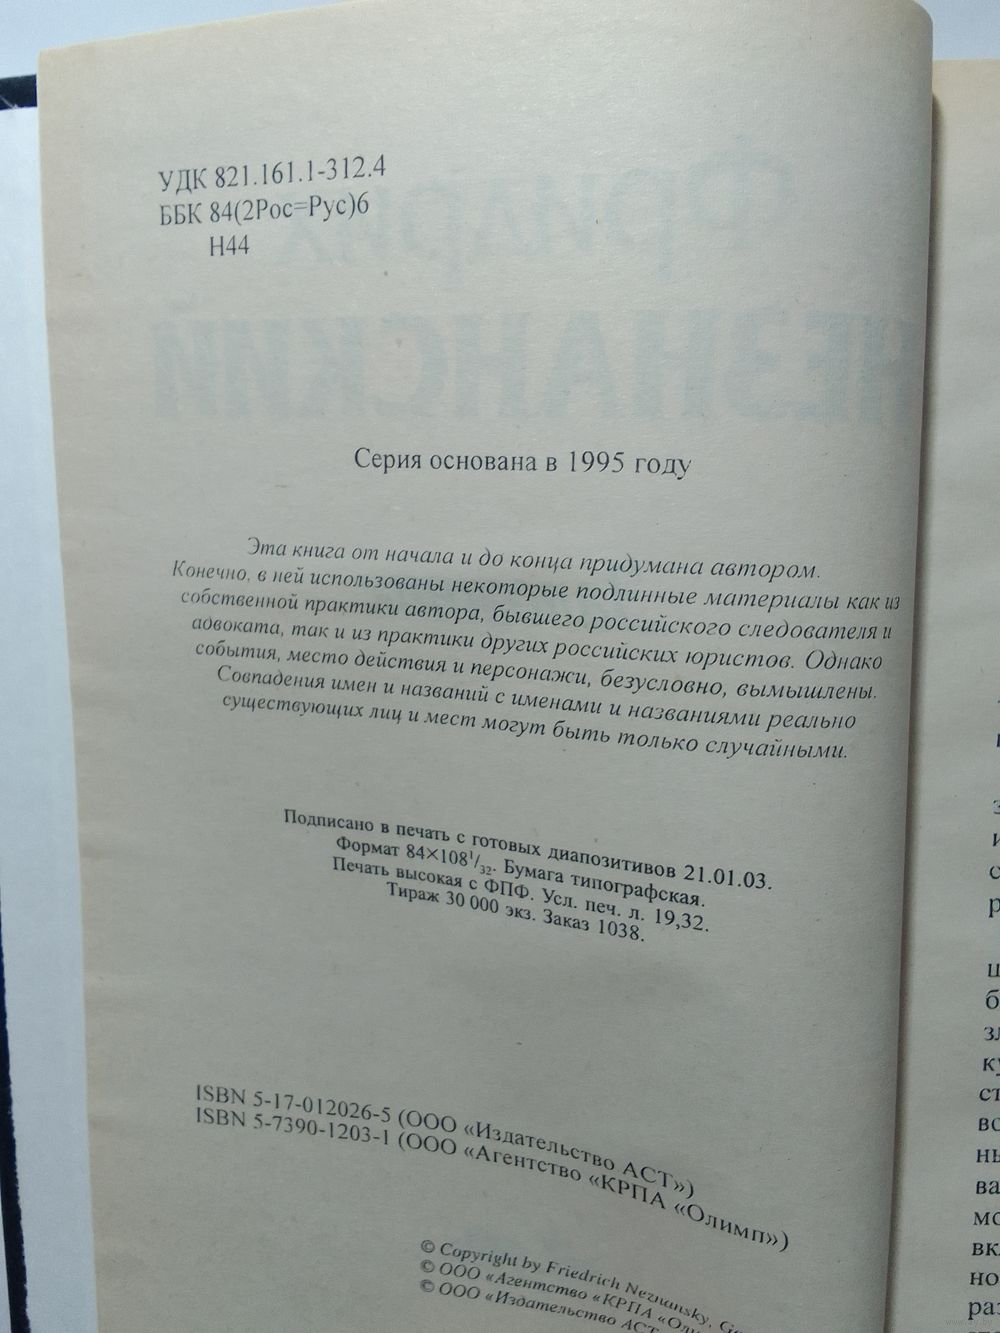 УДК 821.161.1-312.4
ББК 84(2Рос=Рус)6
Н44
Серия основана в 1995 году
Эта книга от начала и до конца придумана автором.
Конечно, в ней использованы некоторые подлинные материалы как из
собственной практики автора, бывшего российского следователя и
адвоката, так и из практики других российских юристов. Однако
события, место действия и персонажи, безусловно, вымышлены.
Совпадения имен и названий с именами и названиями реально
существующих лиц и мест могут быть только случайными.
Подписано в печать с готовых диапозитивов 21.01.03.
Формат 84×108¹/₃₂. Бумага типографская.
Печать высокая с ФПФ. Усл. печ. л. 19,32.
Тираж 30 000 экз. Заказ 1038.
ISBN 5-17-012026-5 (ООО «Издательство АСТ»)
ISBN 5-7390-1203-1 (ООО «Агентство «КРПА «Олимп»)
© Copyright by Friedrich Neznansky,
© ООО «Агентство «КРПА
© ООО «Издательство АСТ